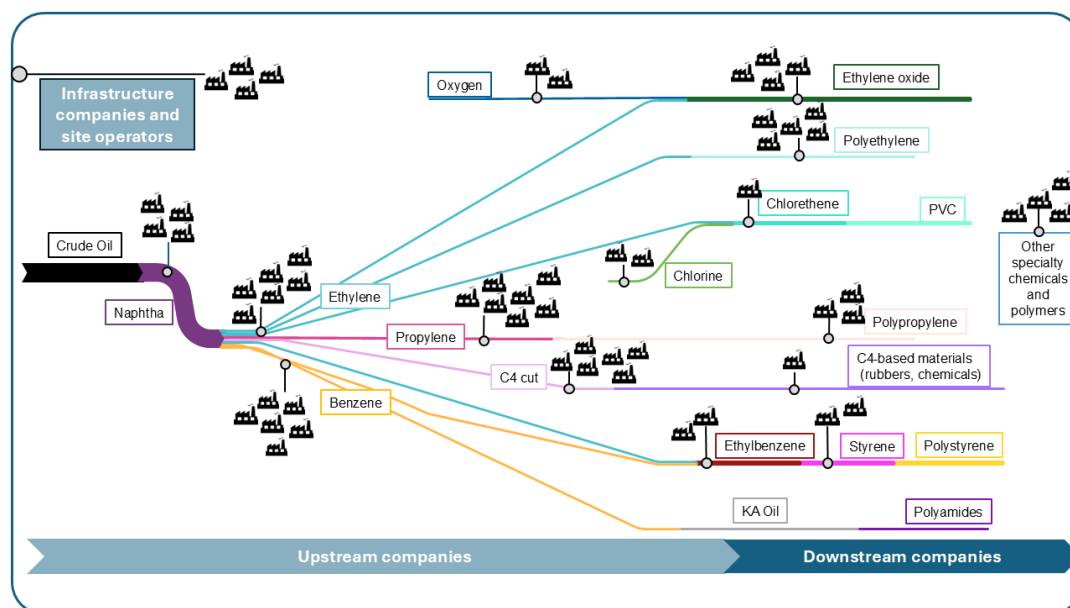 Infrastructure
companies and
site operators
Oxygen
Ethylene oxide
Polyethylene
Chlorethene
PVC
Crude Oil
Other
specialty
chemicals
and
polymers
Chlorine
Ethylene
Naphtha
Propylene
Polypropylene
C4 cut
C4-based materials
(rubbers, chemicals)
Benzene
Ethylbenzene
Styrene
Polystyrene
KA Oil
Polyamides
Upstream companies
Downstream companies